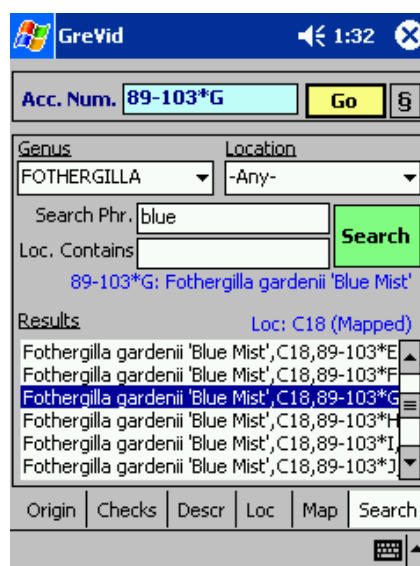 GreVid 1:32
Acc. Num. 89-103*G Go §
Genus Location
FOTHERGILLA -Any-
Search Phr. blue
Search
Loc. Contains
89-103*G: Fothergilla gardenii 'Blue Mist'
Results Loc: C18 (Mapped)
Fothergilla gardenii 'Blue Mist',C18,89-103*E
Fothergilla gardenii 'Blue Mist',C18,89-103*F
Fothergilla gardenii 'Blue Mist',C18,89-103*G
Fothergilla gardenii 'Blue Mist',C18,89-103*H
Fothergilla gardenii 'Blue Mist',C18,89-103*I,
Fothergilla gardenii 'Blue Mist',C18,89-103*J,
Origin Checks Descr Loc Map Search